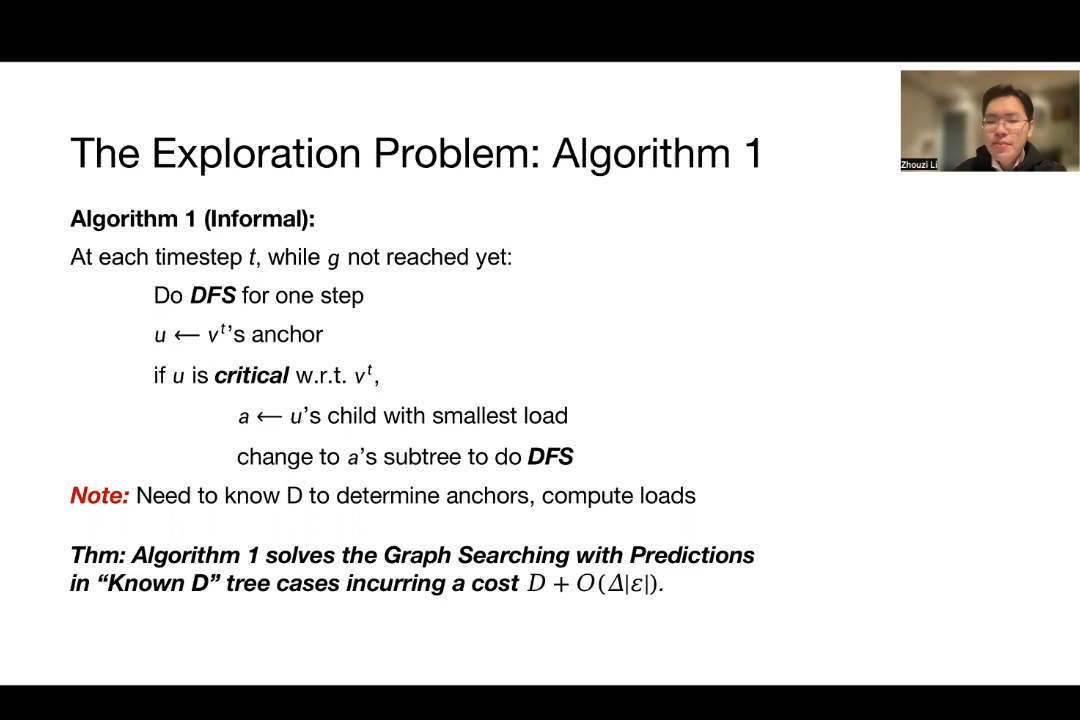 The Exploration Problem: Algorithm 1
Zhouzi Li
Algorithm 1 (Informal):
At each timestep t, while g not reached yet:
Do DFS for one step
u ⟵ vᵗ's anchor
if u is critical w.r.t. vᵗ,
a ⟵ u's child with smallest load
change to a's subtree to do DFS
Note: Need to know D to determine anchors, compute loads
Thm: Algorithm 1 solves the Graph Searching with Predictions
in “Known D” tree cases incurring a cost D + O(Δ|ε|).